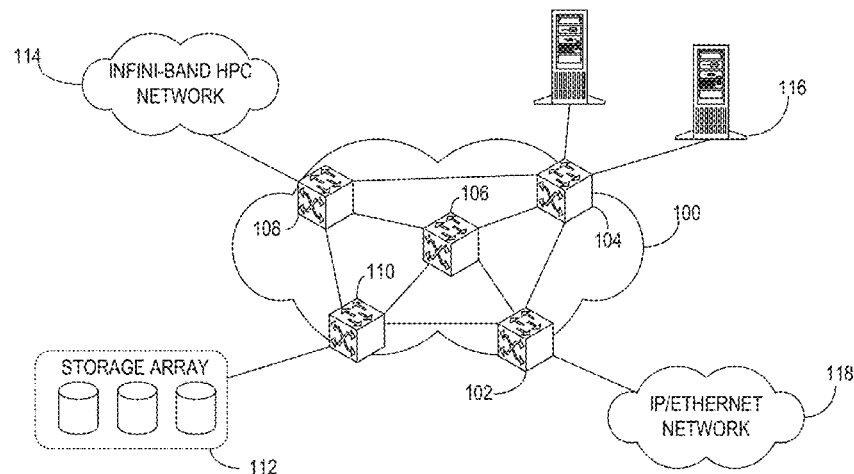 114
INFINI-BAND HPC
NETWORK
116
106
108
104
100
110
STORAGE ARRAY
102
IP/ETHERNET
NETWORK
118
112